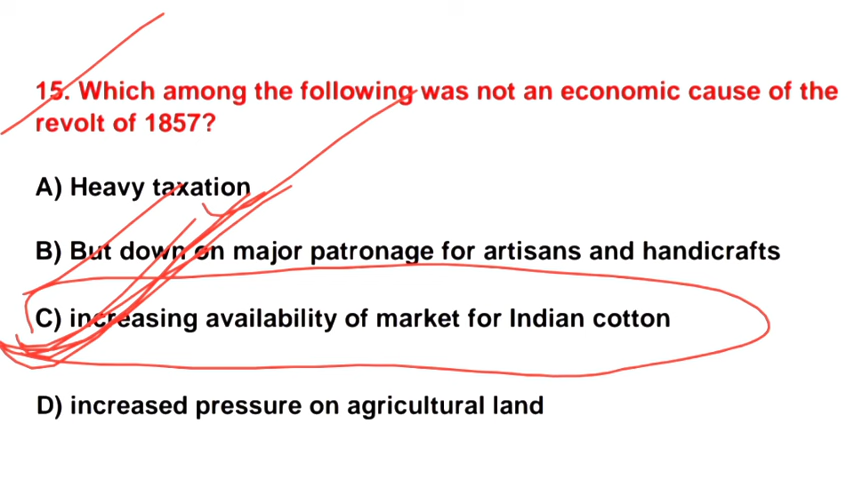 15. Which among the following was not an economic cause of the
revolt of 1857?
A) Heavy taxation
B) But down on major patronage for artisans and handicrafts
C) increasing availability of market for Indian cotton
D) increased pressure on agricultural land